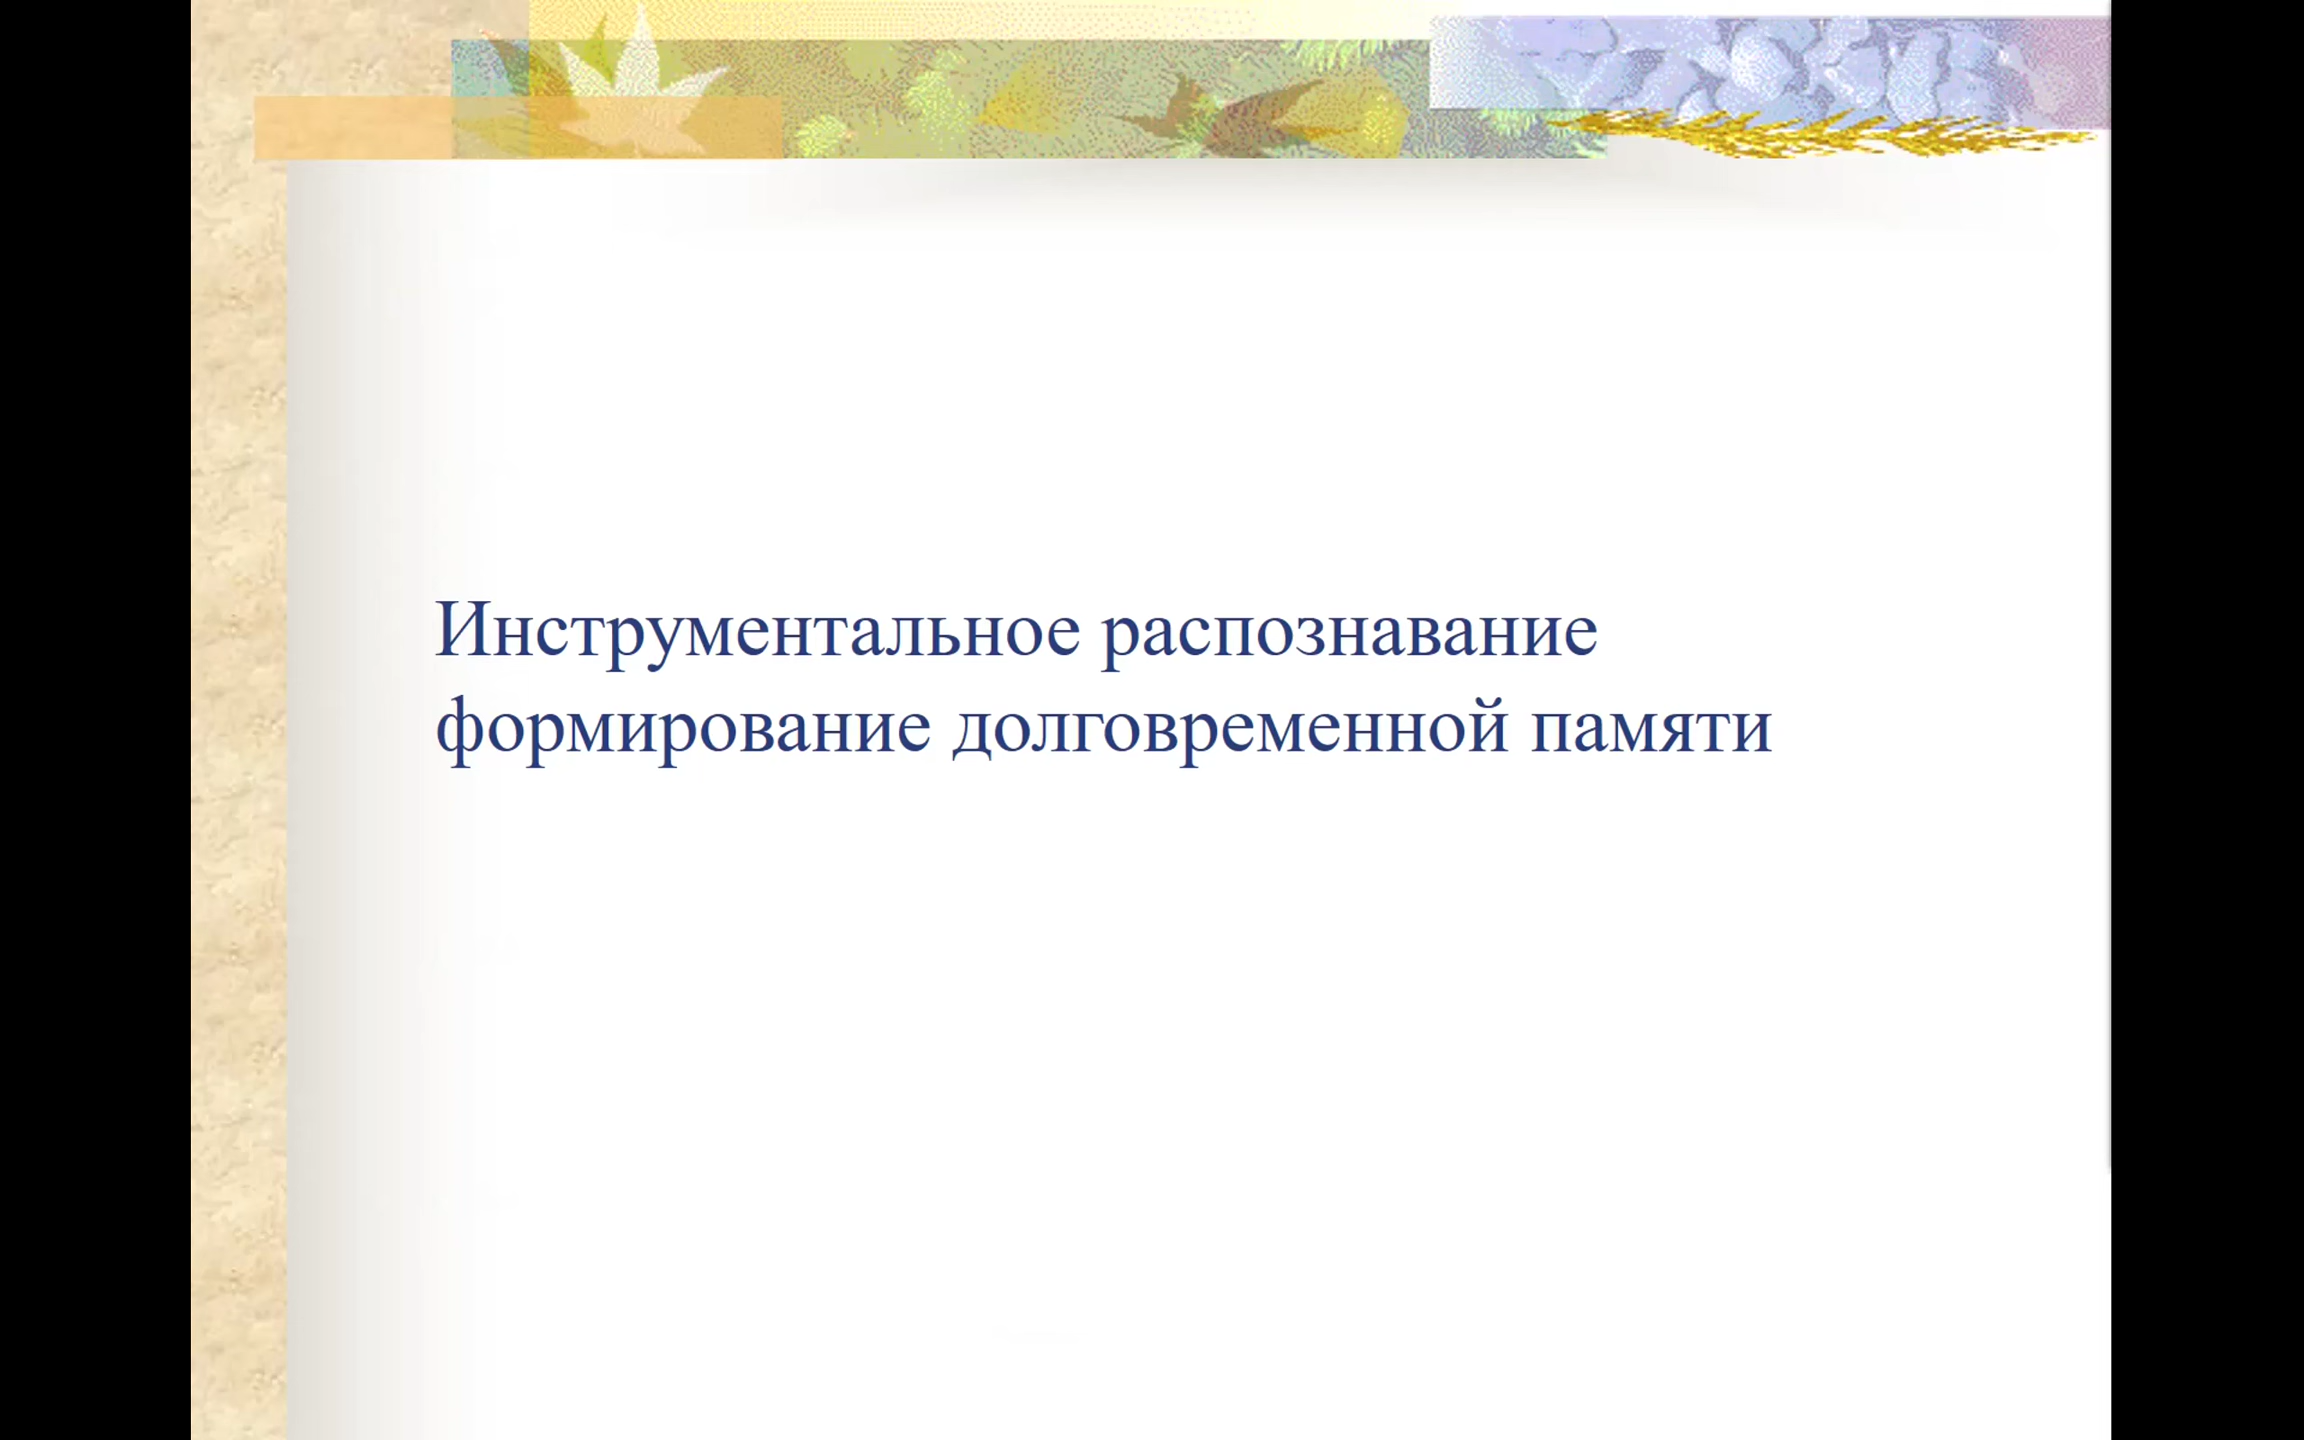 Инструментальное распознавание
формирование долговременной памяти